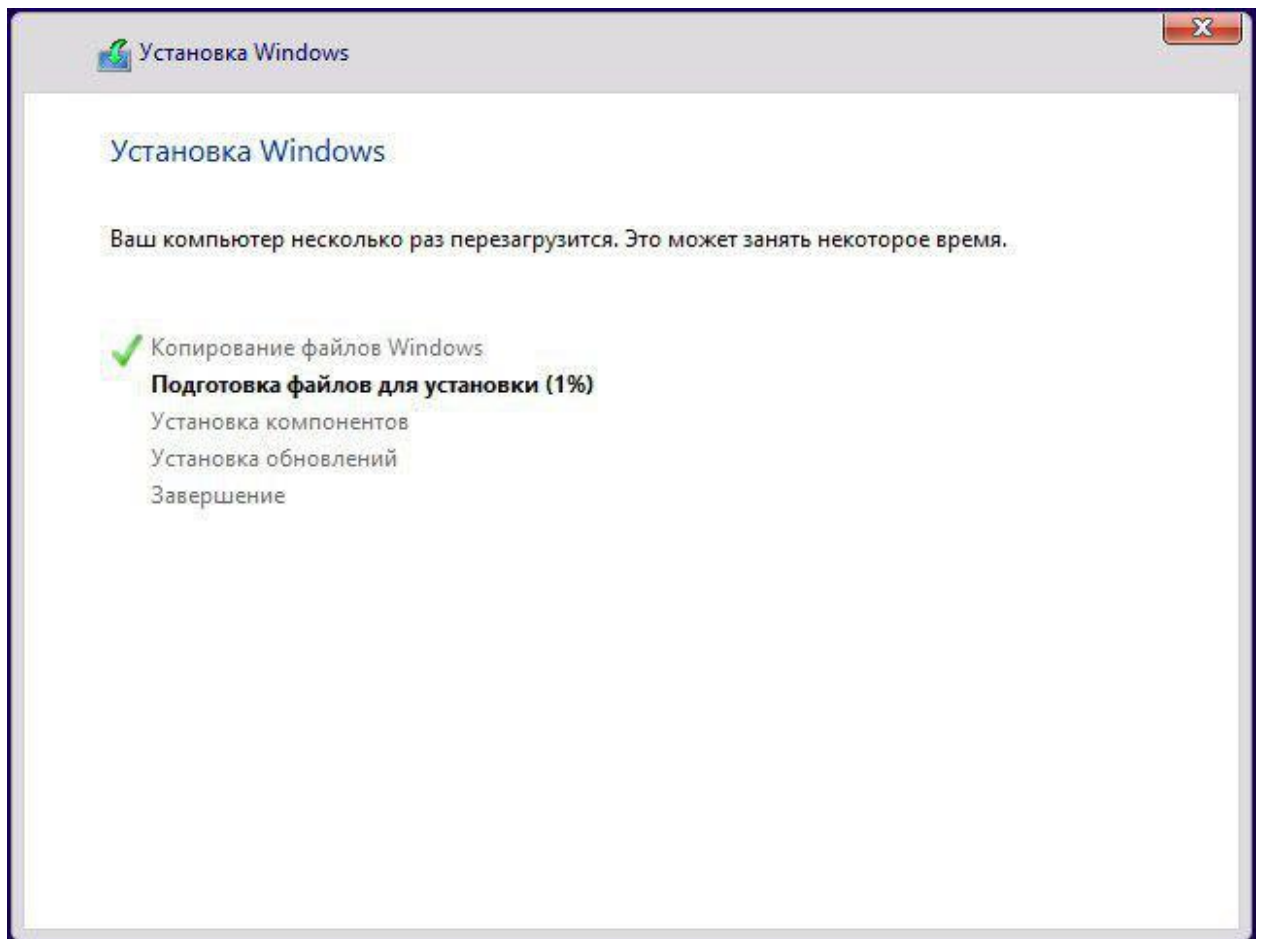 Установка Windows
Установка Windows
Ваш компьютер несколько раз перезагрузится. Это может занять некоторое время.
Копирование файлов Windows
Подготовка файлов для установки (1%)
Установка компонентов
Установка обновлений
Завершение